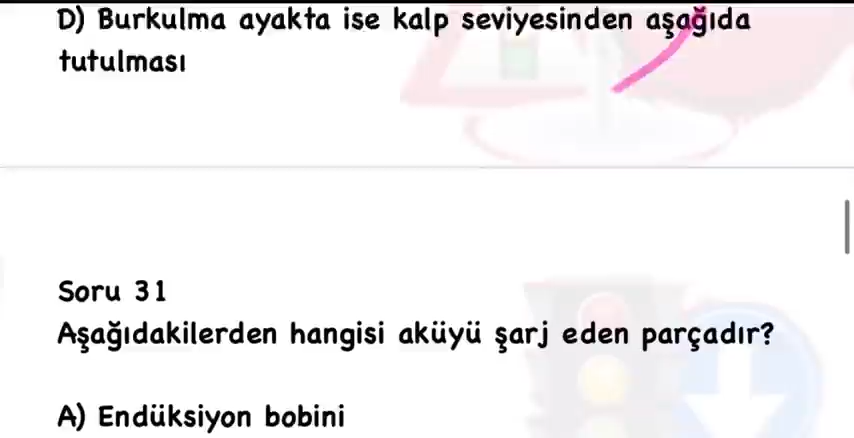 D) Burkulma ayakta ise kalp seviyesinden aşağıda
tutulması
Soru 31
Aşağıdakilerden hangisi aküyü şarj eden parçadır?
A) Endüksiyon bobini